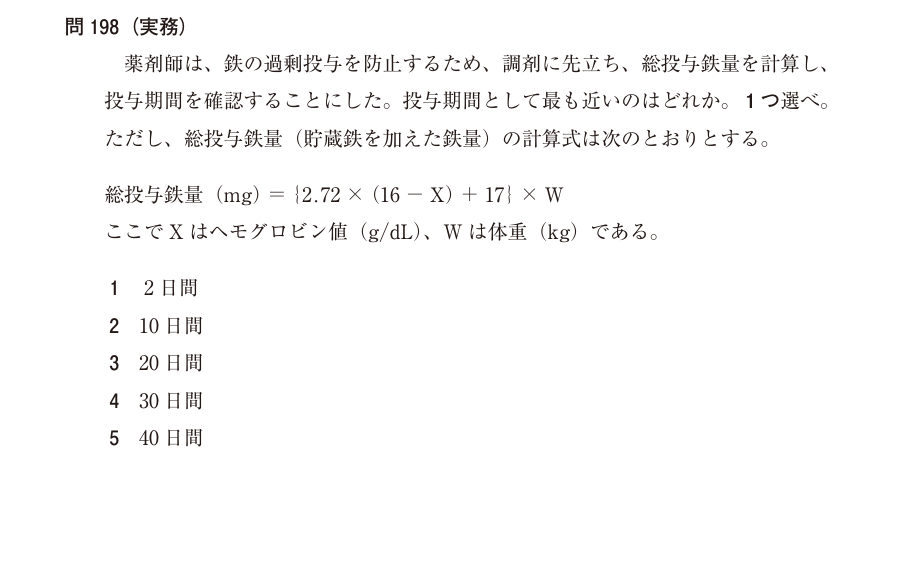 問 198（実務）
薬剤師は、鉄の過剰投与を防止するため、調剤に先立ち、総投与鉄量を計算し、
投与期間を確認することにした。投与期間として最も近いのはどれか。１つ選べ。
ただし、総投与鉄量（貯蔵鉄を加えた鉄量）の計算式は次のとおりとする。
総投与鉄量（mg）＝ {2.72 ×（16 － X）＋ 17} × W
ここで X はヘモグロビン値（g/dL）、W は体重（kg）である。
1　2 日間
2　10 日間
3　20 日間
4　30 日間
5　40 日間